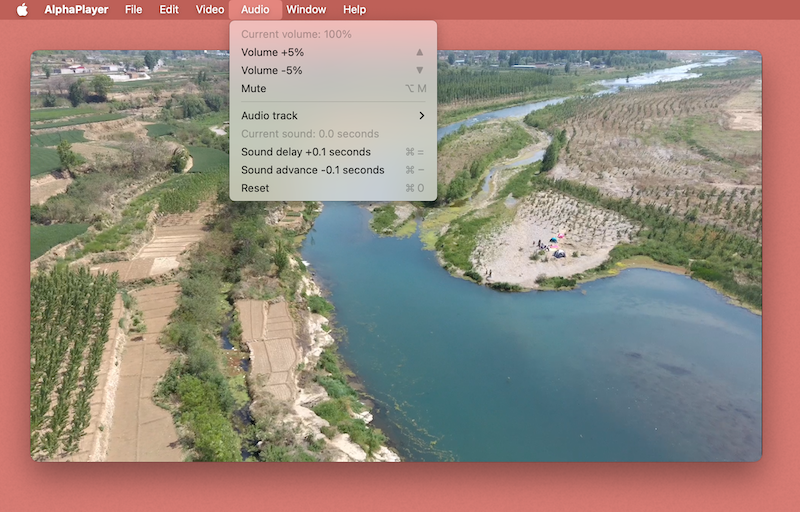 AlphaPlayer File Edit Video Audio Window Help
Current volume: 100%
Volume +5% ▲
Volume -5% ▼
Mute ⌥ M
Audio track
Current sound: 0.0 seconds
Sound delay +0.1 seconds ⌘ =
Sound advance -0.1 seconds ⌘ −
Reset ⌘ 0